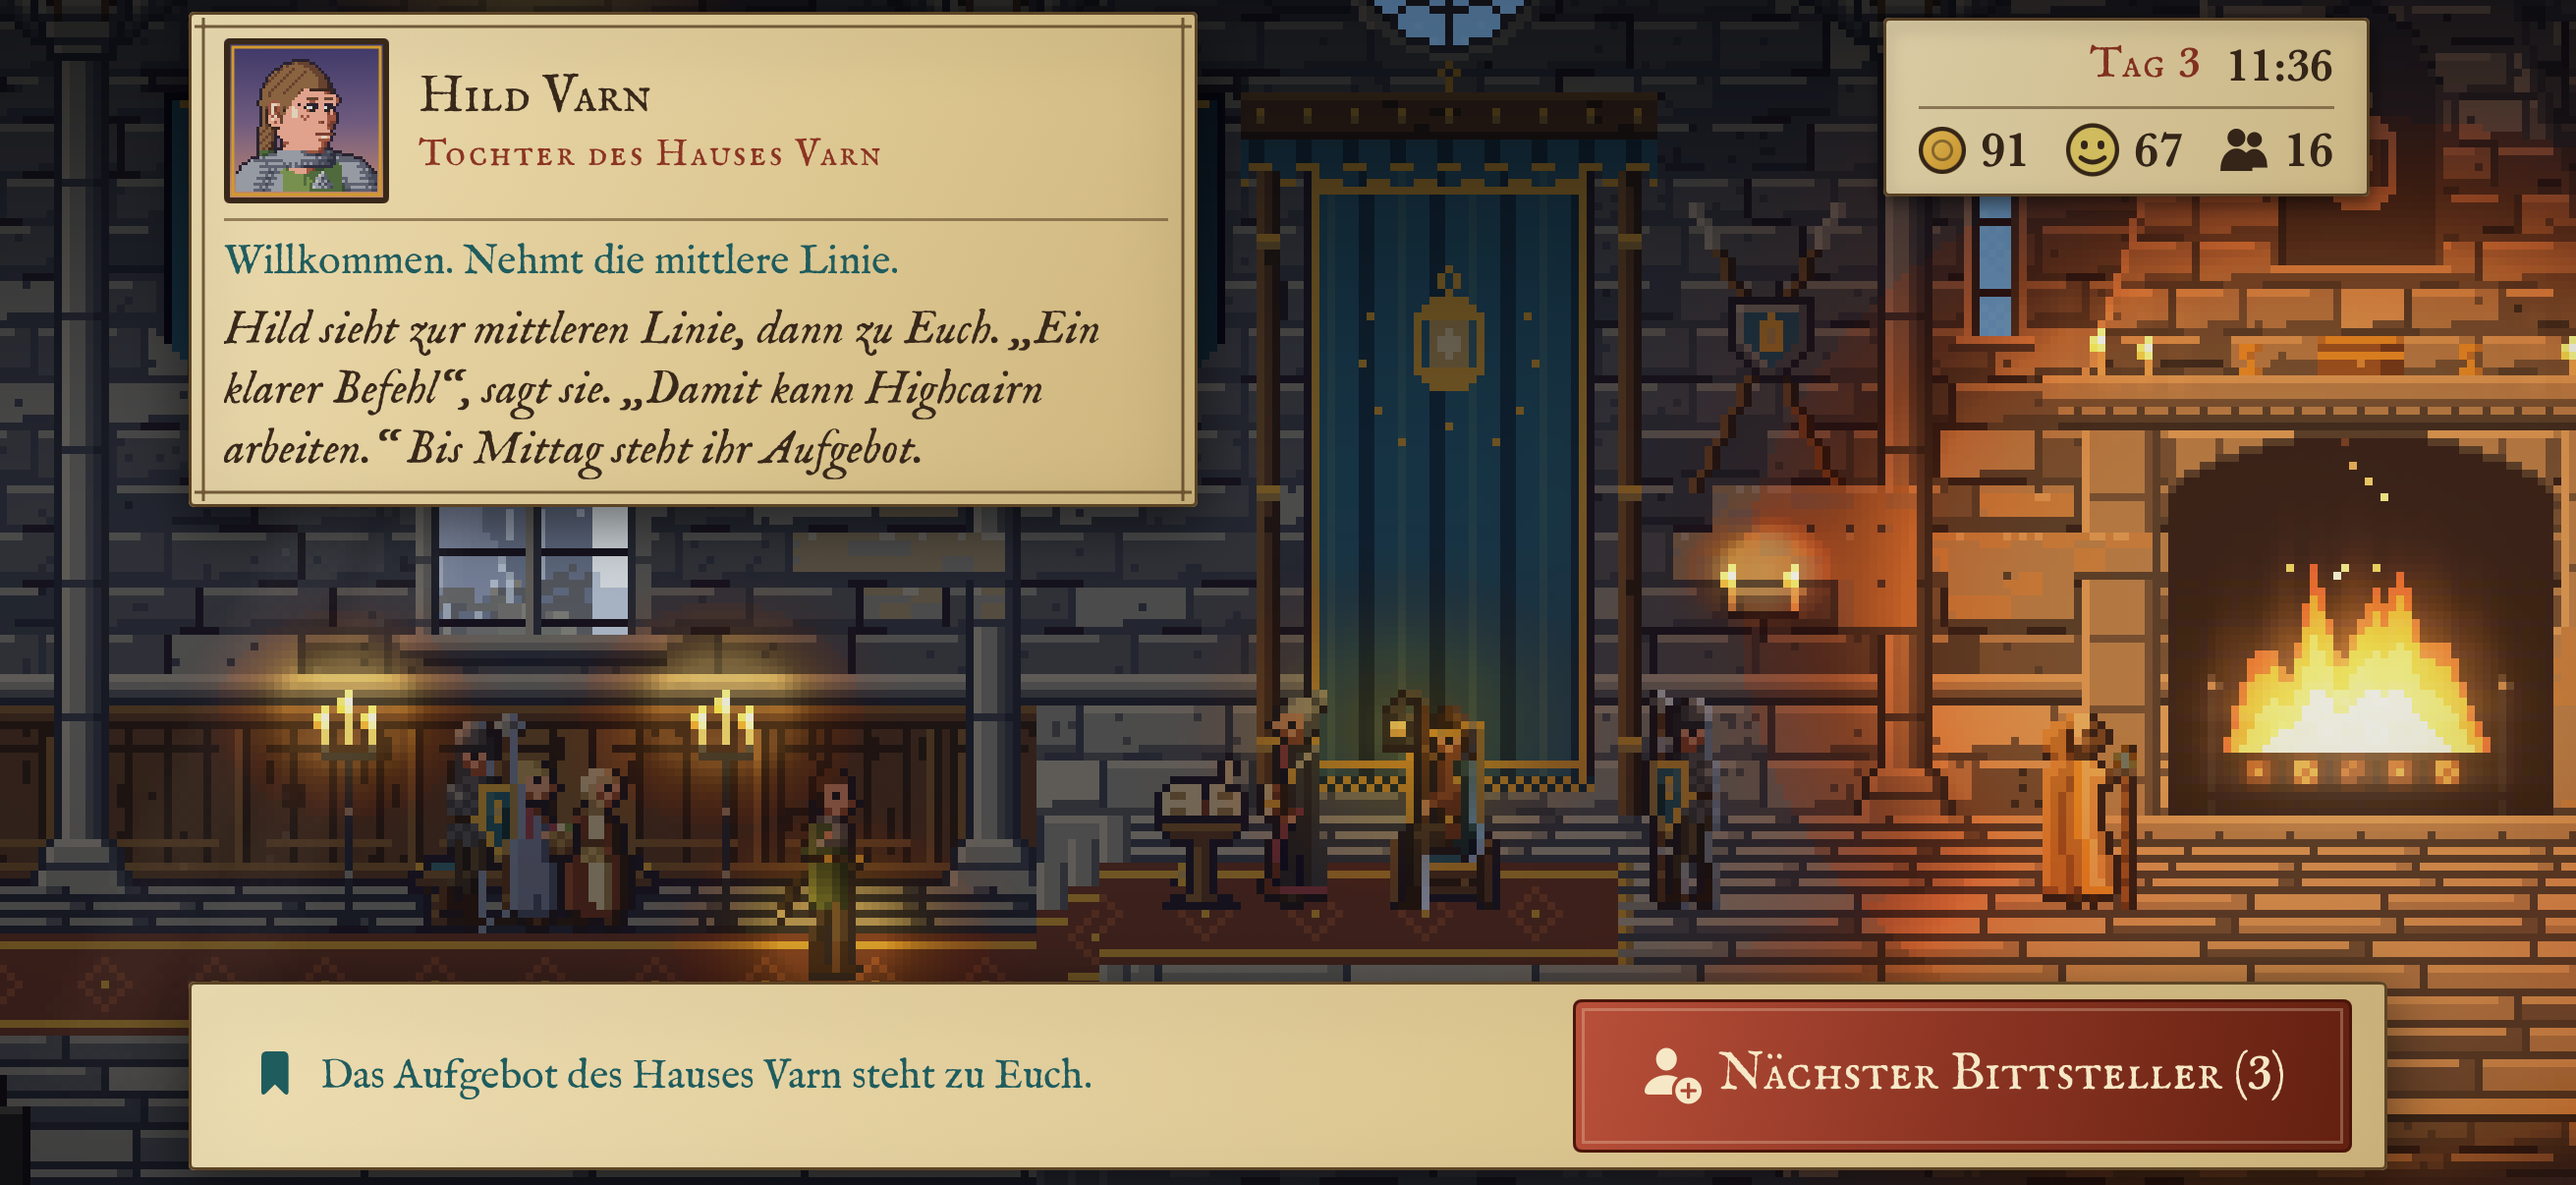 Hild Varn
Tochter des Hauses Varn
Willkommen. Nehmt die mittlere Linie.
Hild sieht zur mittleren Linie, dann zu Euch. „Ein
klarer Befehl“, sagt sie. „Damit kann Highcairn
arbeiten.“ Bis Mittag steht ihr Aufgebot.
Tag 3 11:36
91 67 16
Das Aufgebot des Hauses Varn steht zu Euch.
Nächster Bittsteller (3)